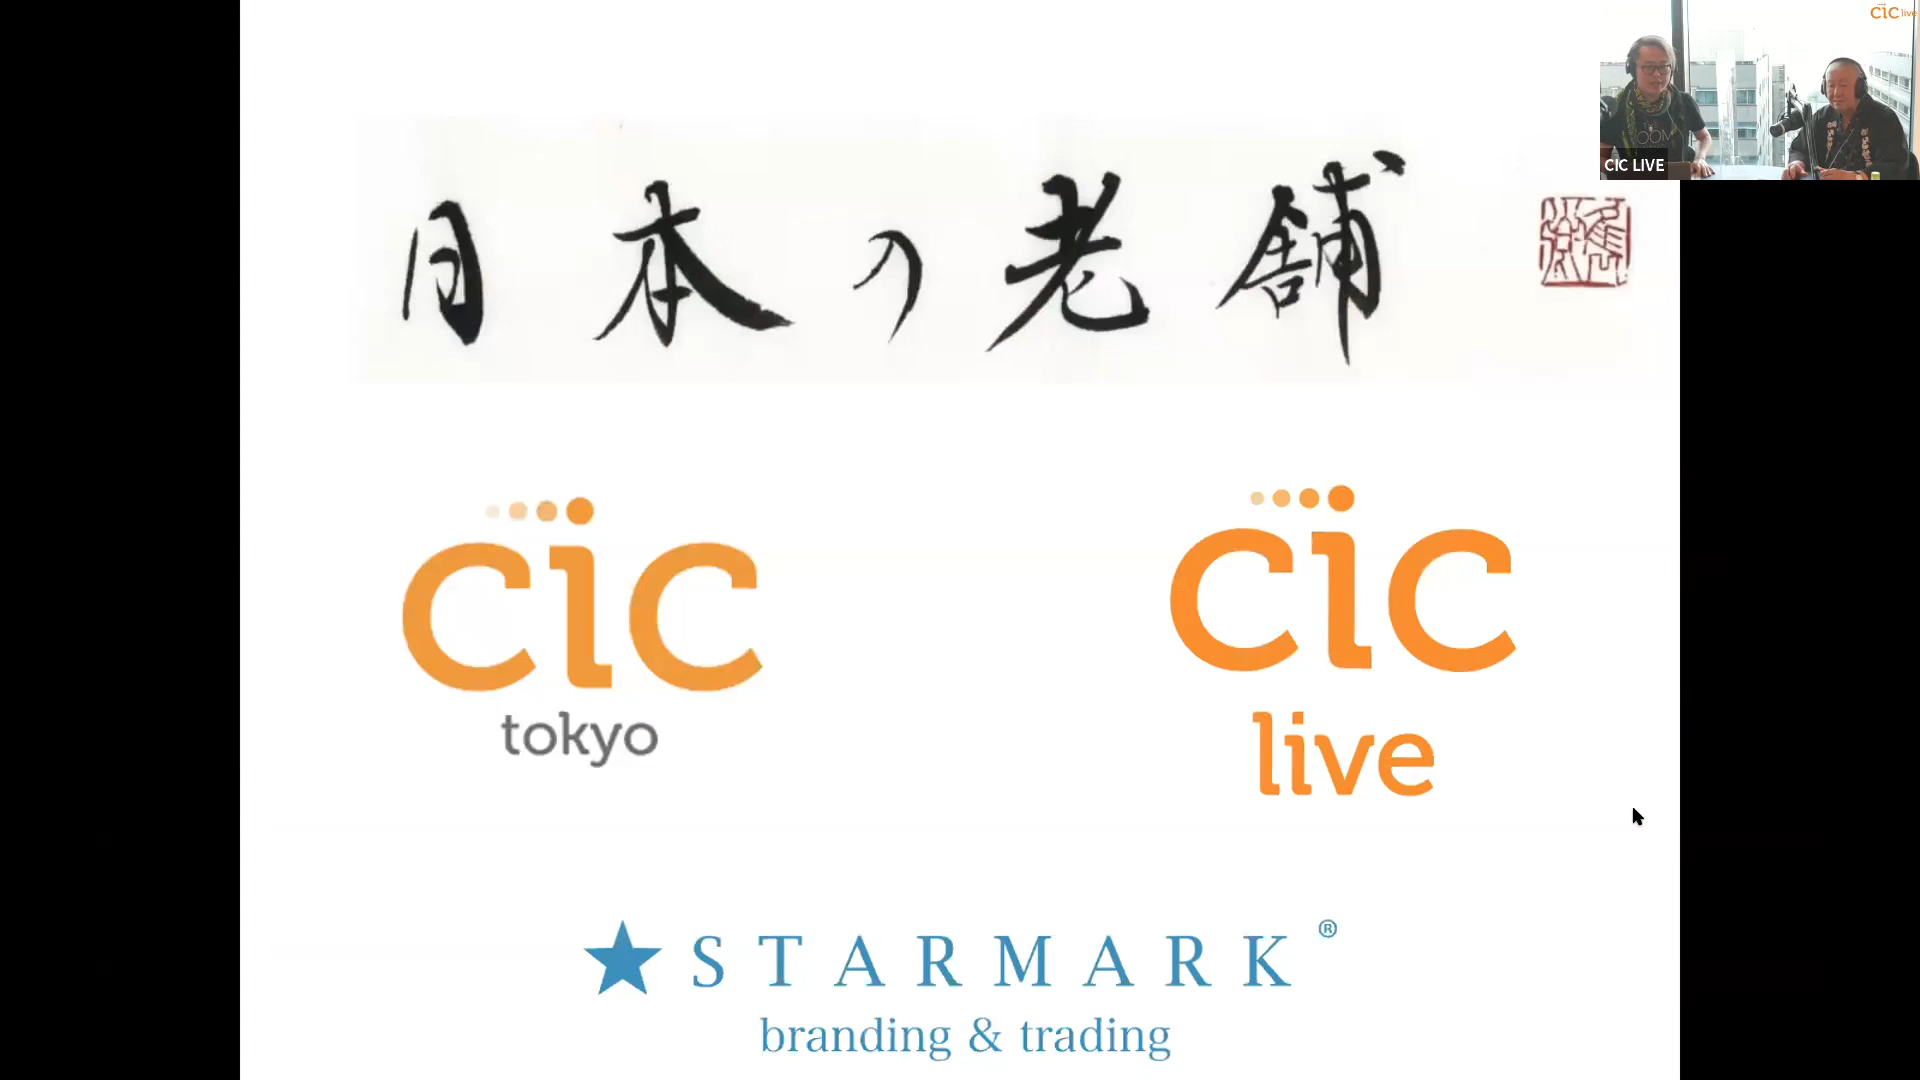 cic live
CIC LIVE
日本の老舗
cic
tokyo
cic
live
STARMARK®
branding & trading